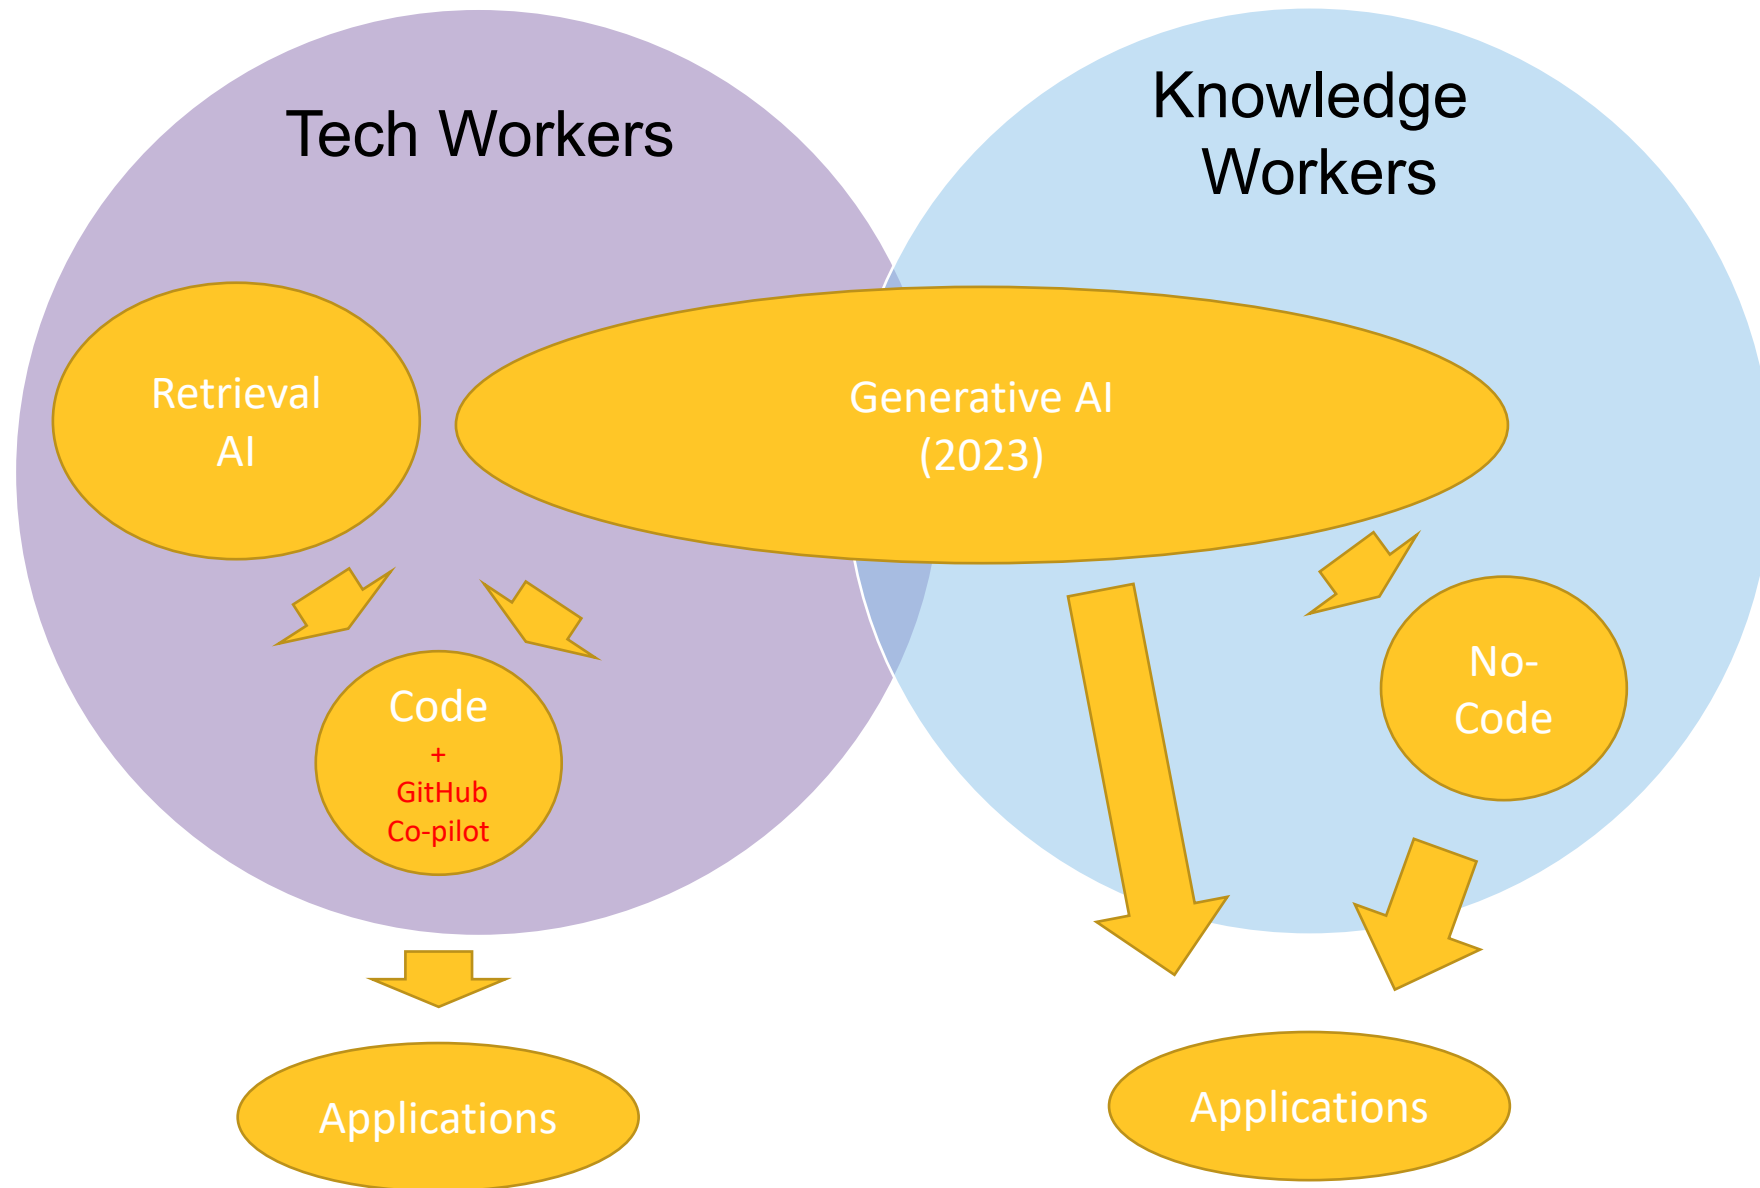 Tech Workers
Knowledge
Workers
Retrieval
AI
Generative AI
(2023)
Code
+
GitHub
Co-pilot
No-
Code
Applications
Applications